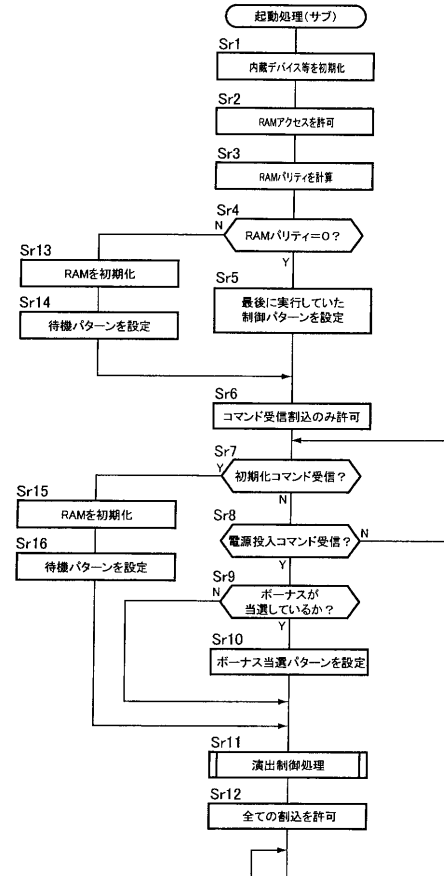 起動処理(サブ)
Sr1
内蔵デバイス等を初期化
Sr2
RAMアクセスを許可
Sr3
RAMパリティを計算
Sr4
N
RAMパリティ=0?
Y
Sr13
RAMを初期化
Sr14
待機パターンを設定
Sr5
最後に実行していた
制御パターンを設定
Sr6
コマンド受信割込のみ許可
Sr7
Y
初期化コマンド受信?
N
Sr15
RAMを初期化
Sr16
待機パターンを設定
Sr8
電源投入コマンド受信?
N
Y
Sr9
N
ボーナスが
当選しているか?
Y
Sr10
ボーナス当選パターンを設定
Sr11
演出制御処理
Sr12
全ての割込を許可